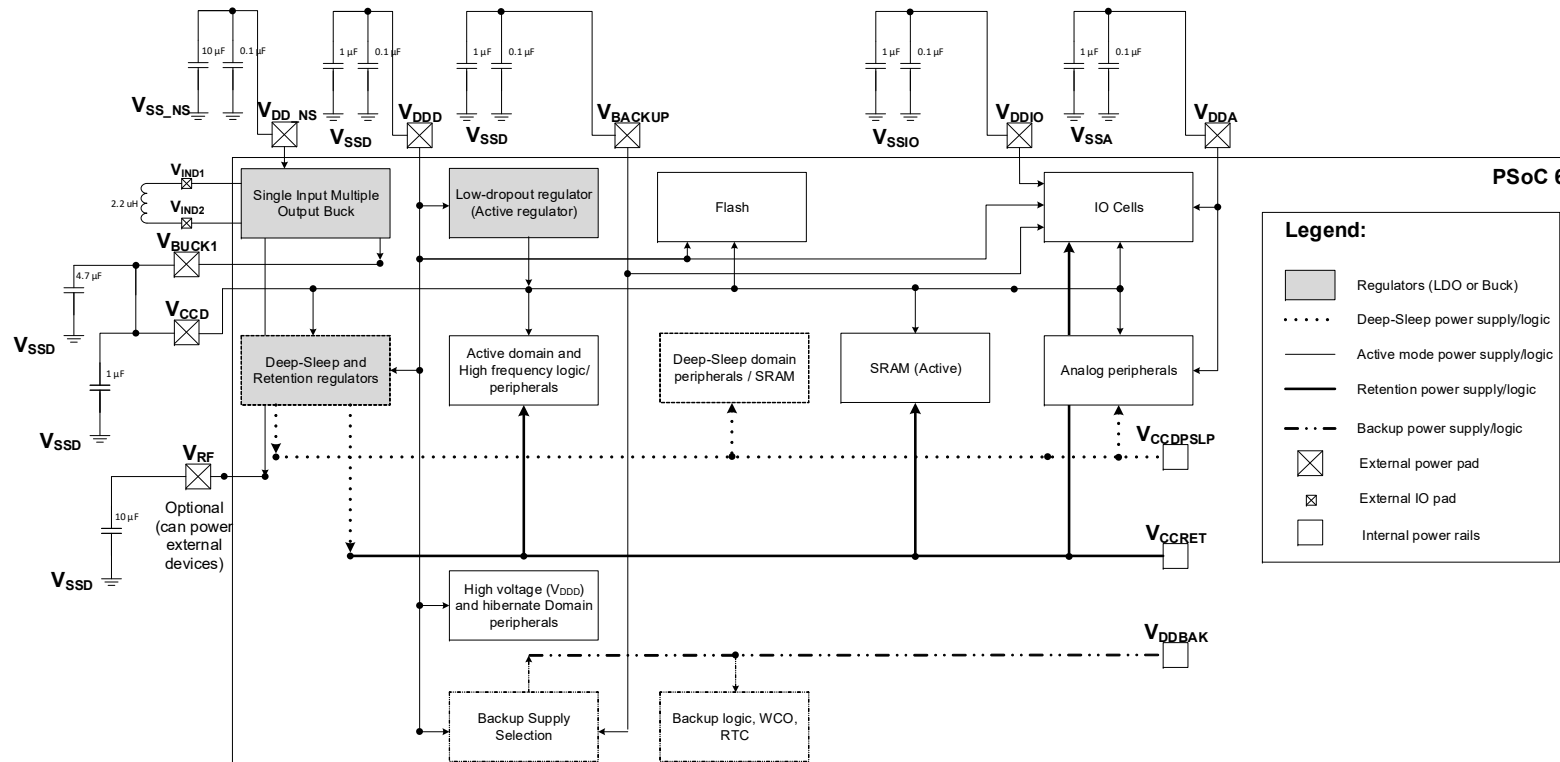 10 µF
0.1 µF
1 µF
0.1 µF
1 µF
0.1 µF
1 µF
0.1 µF
1 µF
0.1 µF
VSS_NS
VDD_NS
VSSD
VDDD
VSSD
VBACKUP
VSSIO
VDDIO
VSSA
VDDA
PSoC 6
VIND1
2.2 uH
VIND2
Single Input Multiple
Output Buck
Low-dropout regulator
(Active regulator)
Flash
IO Cells
VBUCK1
4.7 µF
VSSD
VCCD
1 µF
VSSD
Deep-Sleep and
Retention regulators
Active domain and
High frequency logic/
peripherals
Deep-Sleep domain
peripherals / SRAM
SRAM (Active)
Analog peripherals
VCCDPSLP
VRF
10 µF
VSSD
Optional
(can power
external
devices)
VCCRET
High voltage (VDDD)
and hibernate Domain
peripherals
VDDBAK
Backup Supply
Selection
Backup logic, WCO,
RTC
Legend:
Regulators (LDO or Buck)
Deep-Sleep power supply/logic
Active mode power supply/logic
Retention power supply/logic
Backup power supply/logic
External power pad
External IO pad
Internal power rails